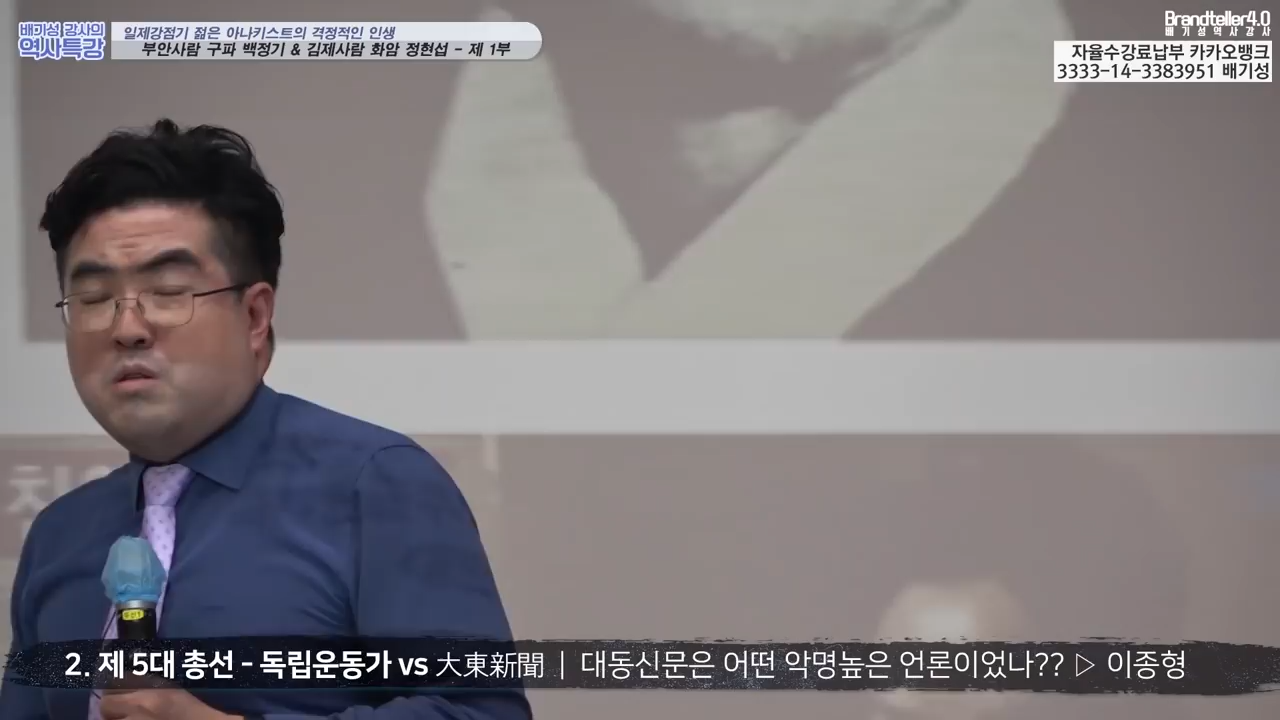 배기성 강사의
역사특강
일제강점기 젊은 아나키스트의 격정적인 인생
부안사람 구파 백정기 & 김제사람 화암 정현섭 - 제 1부
Brandteller4.0
배기성역사강사
자율수강료납부 카카오뱅크
3333-14-3383951 배기성
2. 제 5대 총선 - 독립운동가 vs 大東新聞 | 대동신문은 어떤 악명높은 언론이었나?? ▷ 이종형